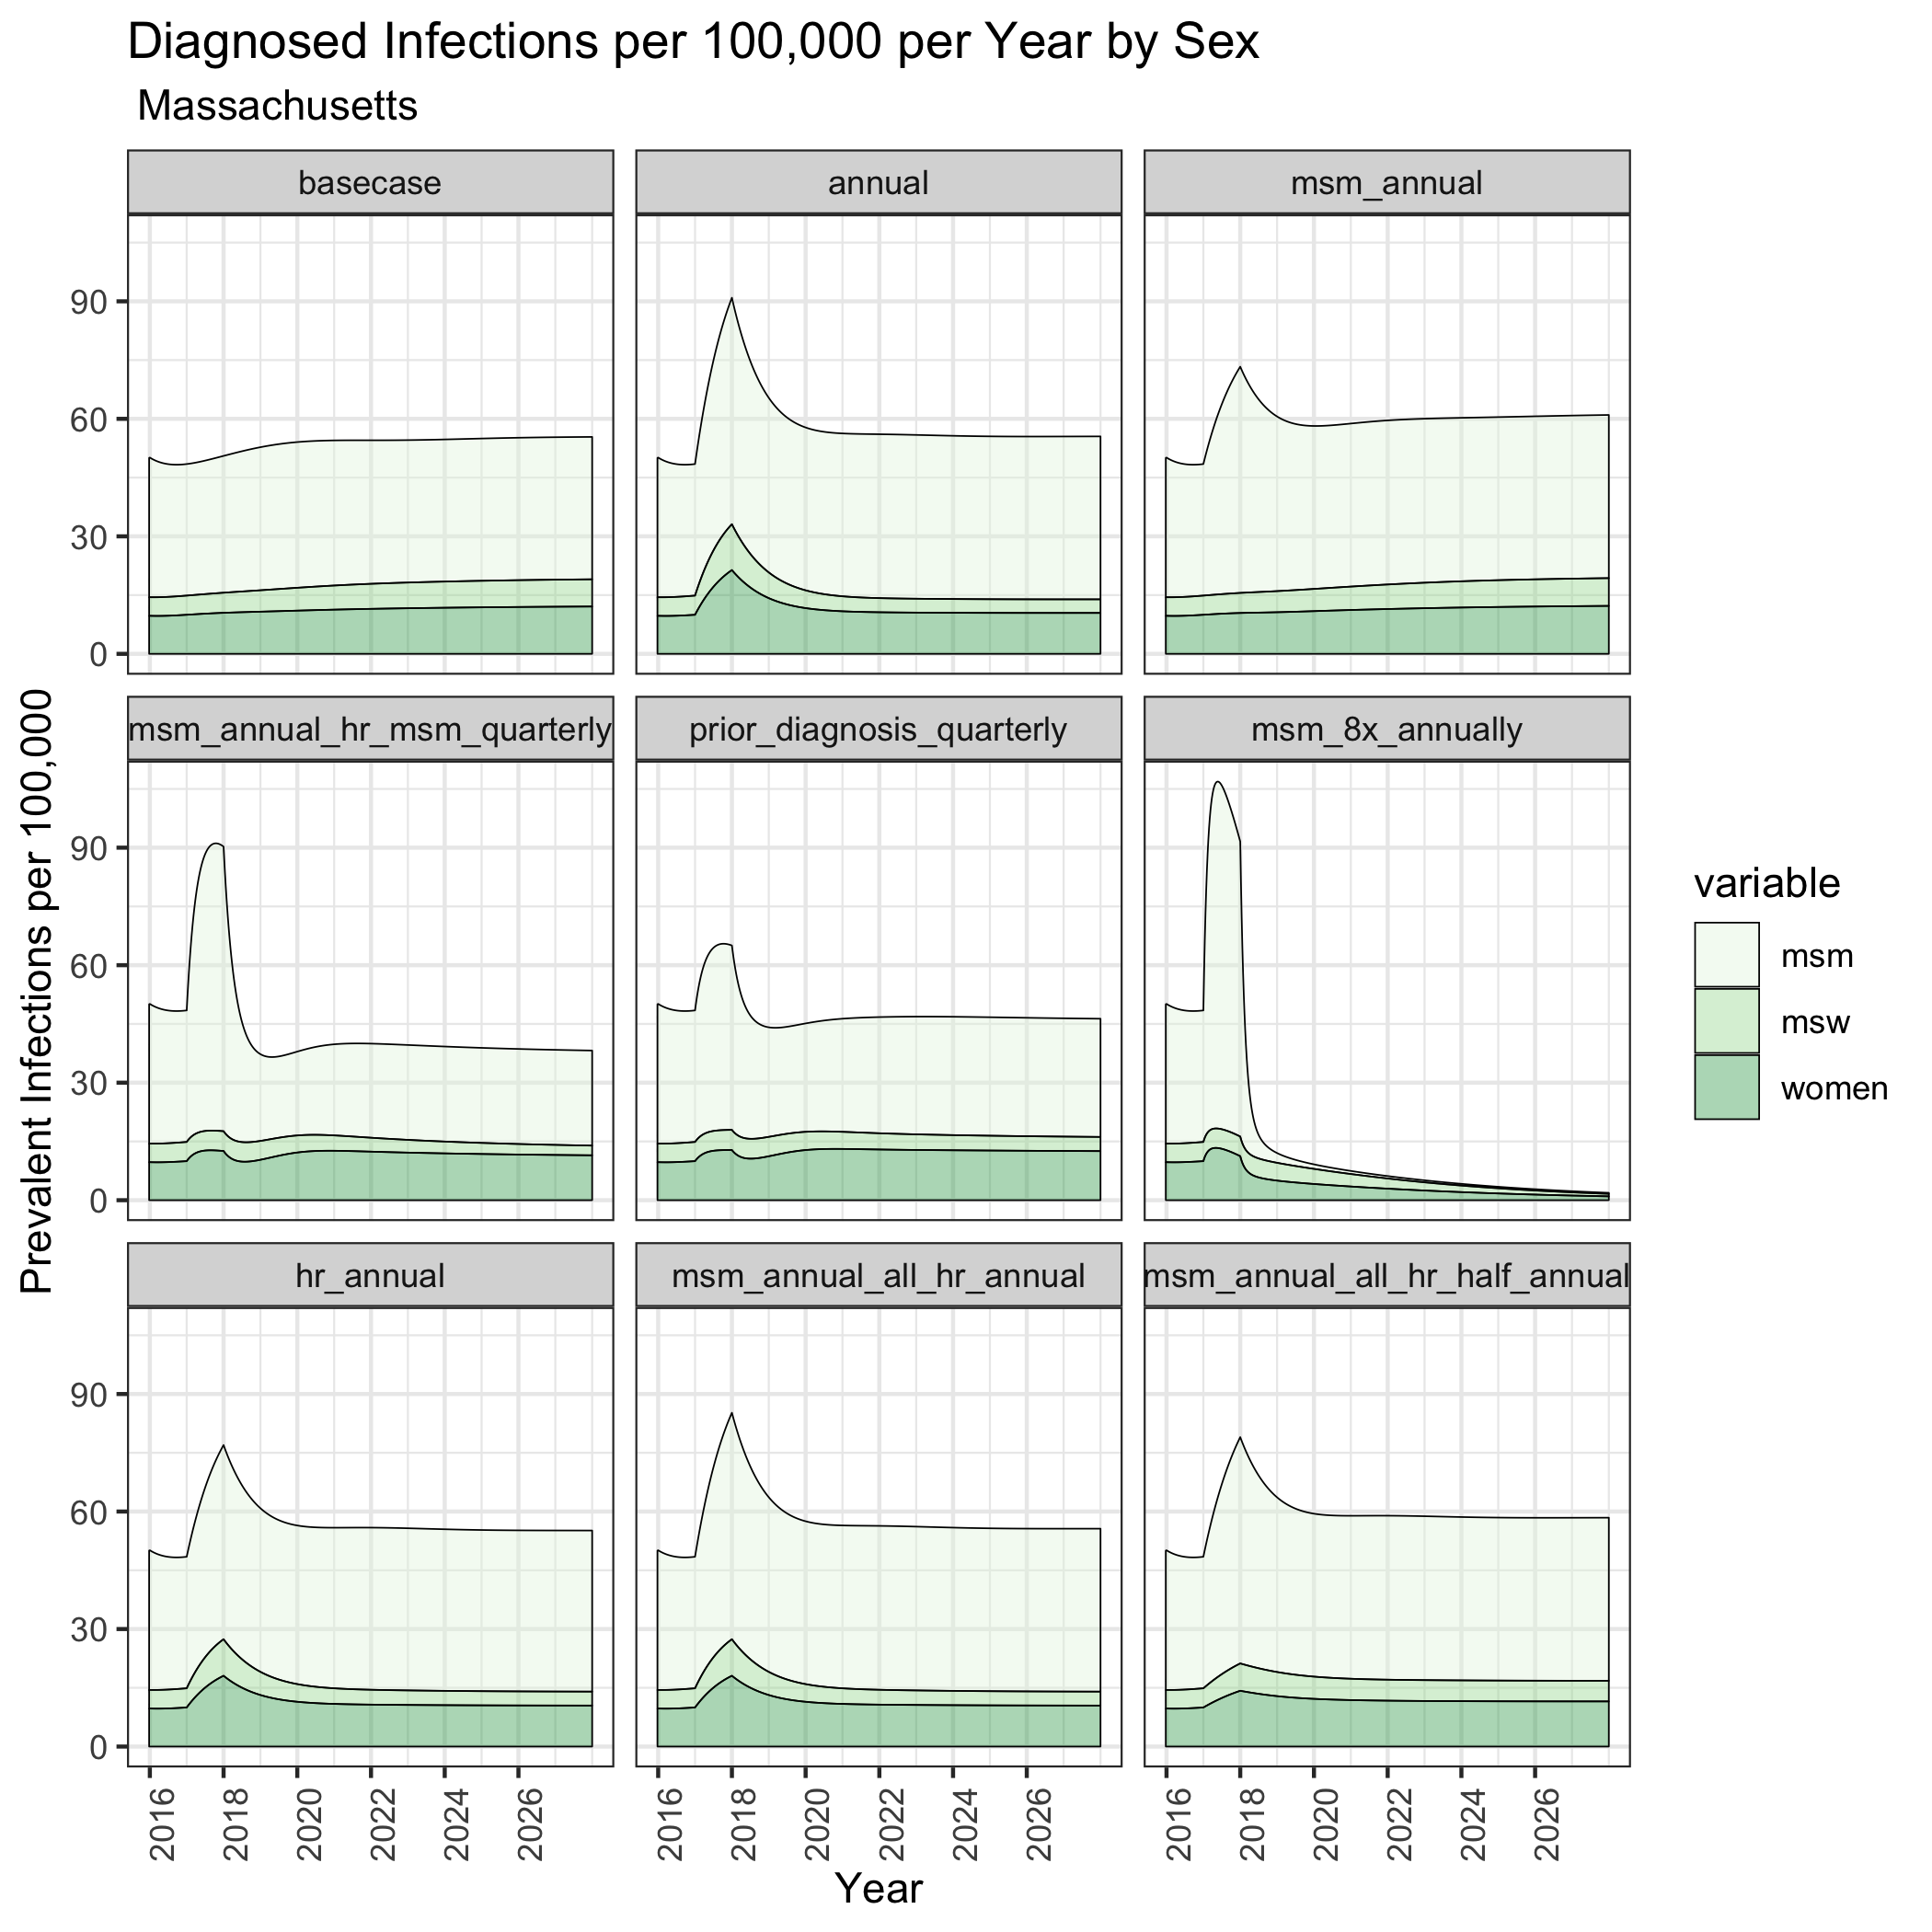 Diagnosed Infections per 100,000 per Year by Sex
Massachusetts
basecase
annual
msm_annual
90
60
30
0
msm_annual_hr_msm_quarterly
prior_diagnosis_quarterly
msm_8x_annually
90
60
30
0
hr_annual
msm_annual_all_hr_annual
msm_annual_all_hr_half_annual
90
60
30
0
2016 2018 2020 2022 2024 2026
2016 2018 2020 2022 2024 2026
2016 2018 2020 2022 2024 2026
Year
Prevalent Infections per 100,000
variable
msm
msw
women